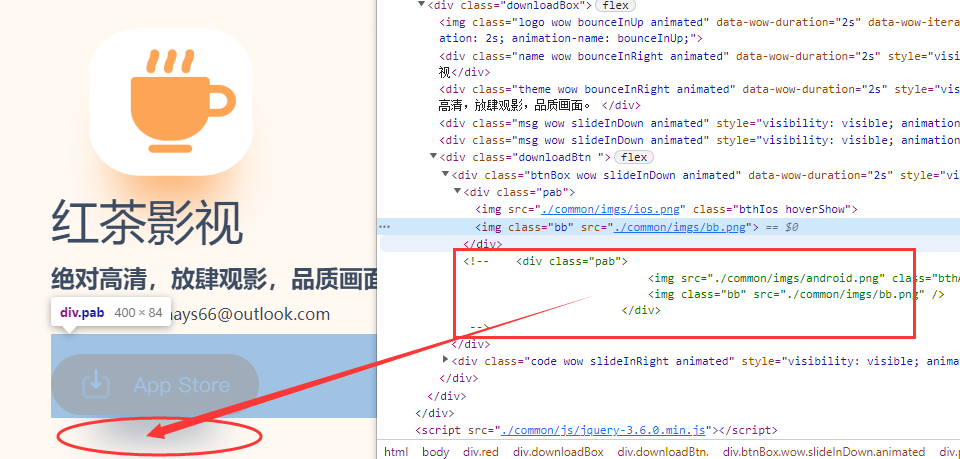 红茶影视
绝对高清，放肆观影，品质画面
div.pab 400 × 84
nays66@outlook.com
App Store
<div class="downloadBox"> flex
<img class="logo wow bounceInUp animated" data-wow-duration="2s" data-wow-itera
ation: 2s; animation-name: bounceInUp;">
<div class="name wow bounceInRight animated" data-wow-duration="2s" style="visi
视</div>
<div class="theme wow bounceInRight animated" data-wow-duration="2s" style="vis
高清，放肆观影，品质画面。 </div>
<div class="msg wow slideInDown animated" style="visibility: visible; animation
<div class="msg wow slideInDown animated" style="visibility: visible; animation
<div class="downloadBtn "> flex
<div class="btnBox wow slideInDown animated" data-wow-duration="2s" style="vi
<div class="pab">
<img src="./common/imgs/ios.png" class="bthIos hoverShow">
<img class="bb" src="./common/imgs/bb.png"> == $0
</div>
<!-- <div class="pab">
<img src="./common/imgs/android.png" class="bthA
<img class="bb" src="./common/imgs/bb.png" />
</div>
-->
</div>
<div class="code wow slideInRight animated" style="visibility: visible; anima
</div>
</div>
</div>
<script src="./common/js/jquery-3.6.0.min.js"></script>
html body div.red div.downloadBox div.downloadBtn. div.btnBox.wow.slideInDown.animated div.p